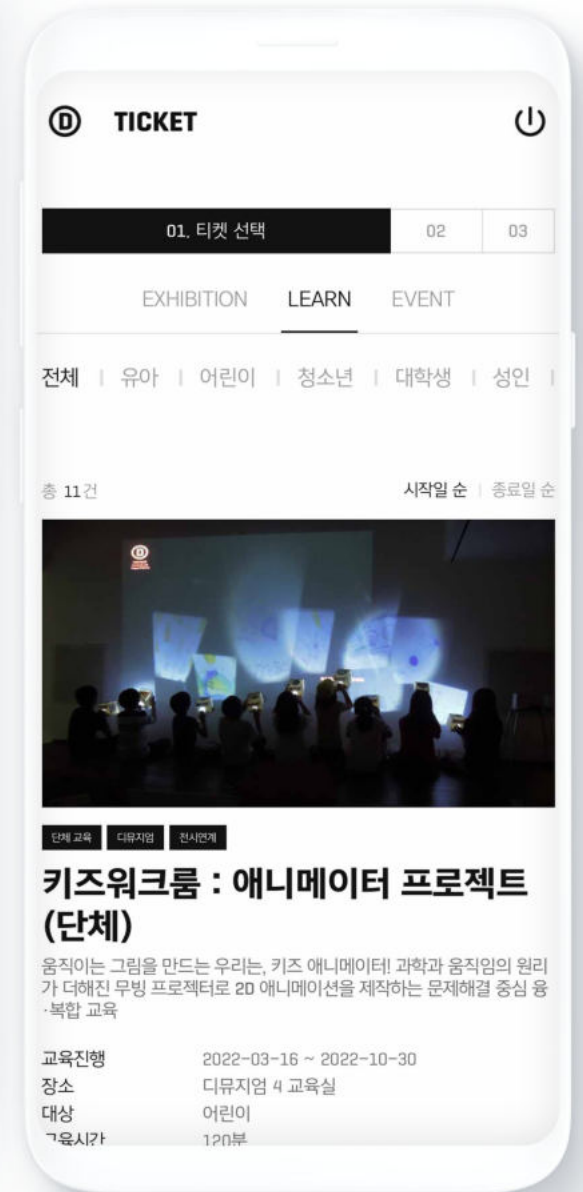 D TICKET
01. 티켓 선택 02 03
EXHIBITION LEARN EVENT
전체 | 유아 | 어린이 | 청소년 | 대학생 | 성인 |
총 11건 시작일 순 | 종료일 순
D
단체 교육 디뮤지엄 전시연계
키즈워크룸 : 애니메이터 프로젝트
(단체)
움직이는 그림을 만드는 우리는, 키즈 애니메이터! 과학과 움직임의 원리
가 더해진 무빙 프로젝터로 2D 애니메이션을 제작하는 문제해결 중심 융
·복합 교육
교육진행 2022-03-16 ~ 2022-10-30
장소 디뮤지엄 4 교육실
대상 어린이
교육시간 120분